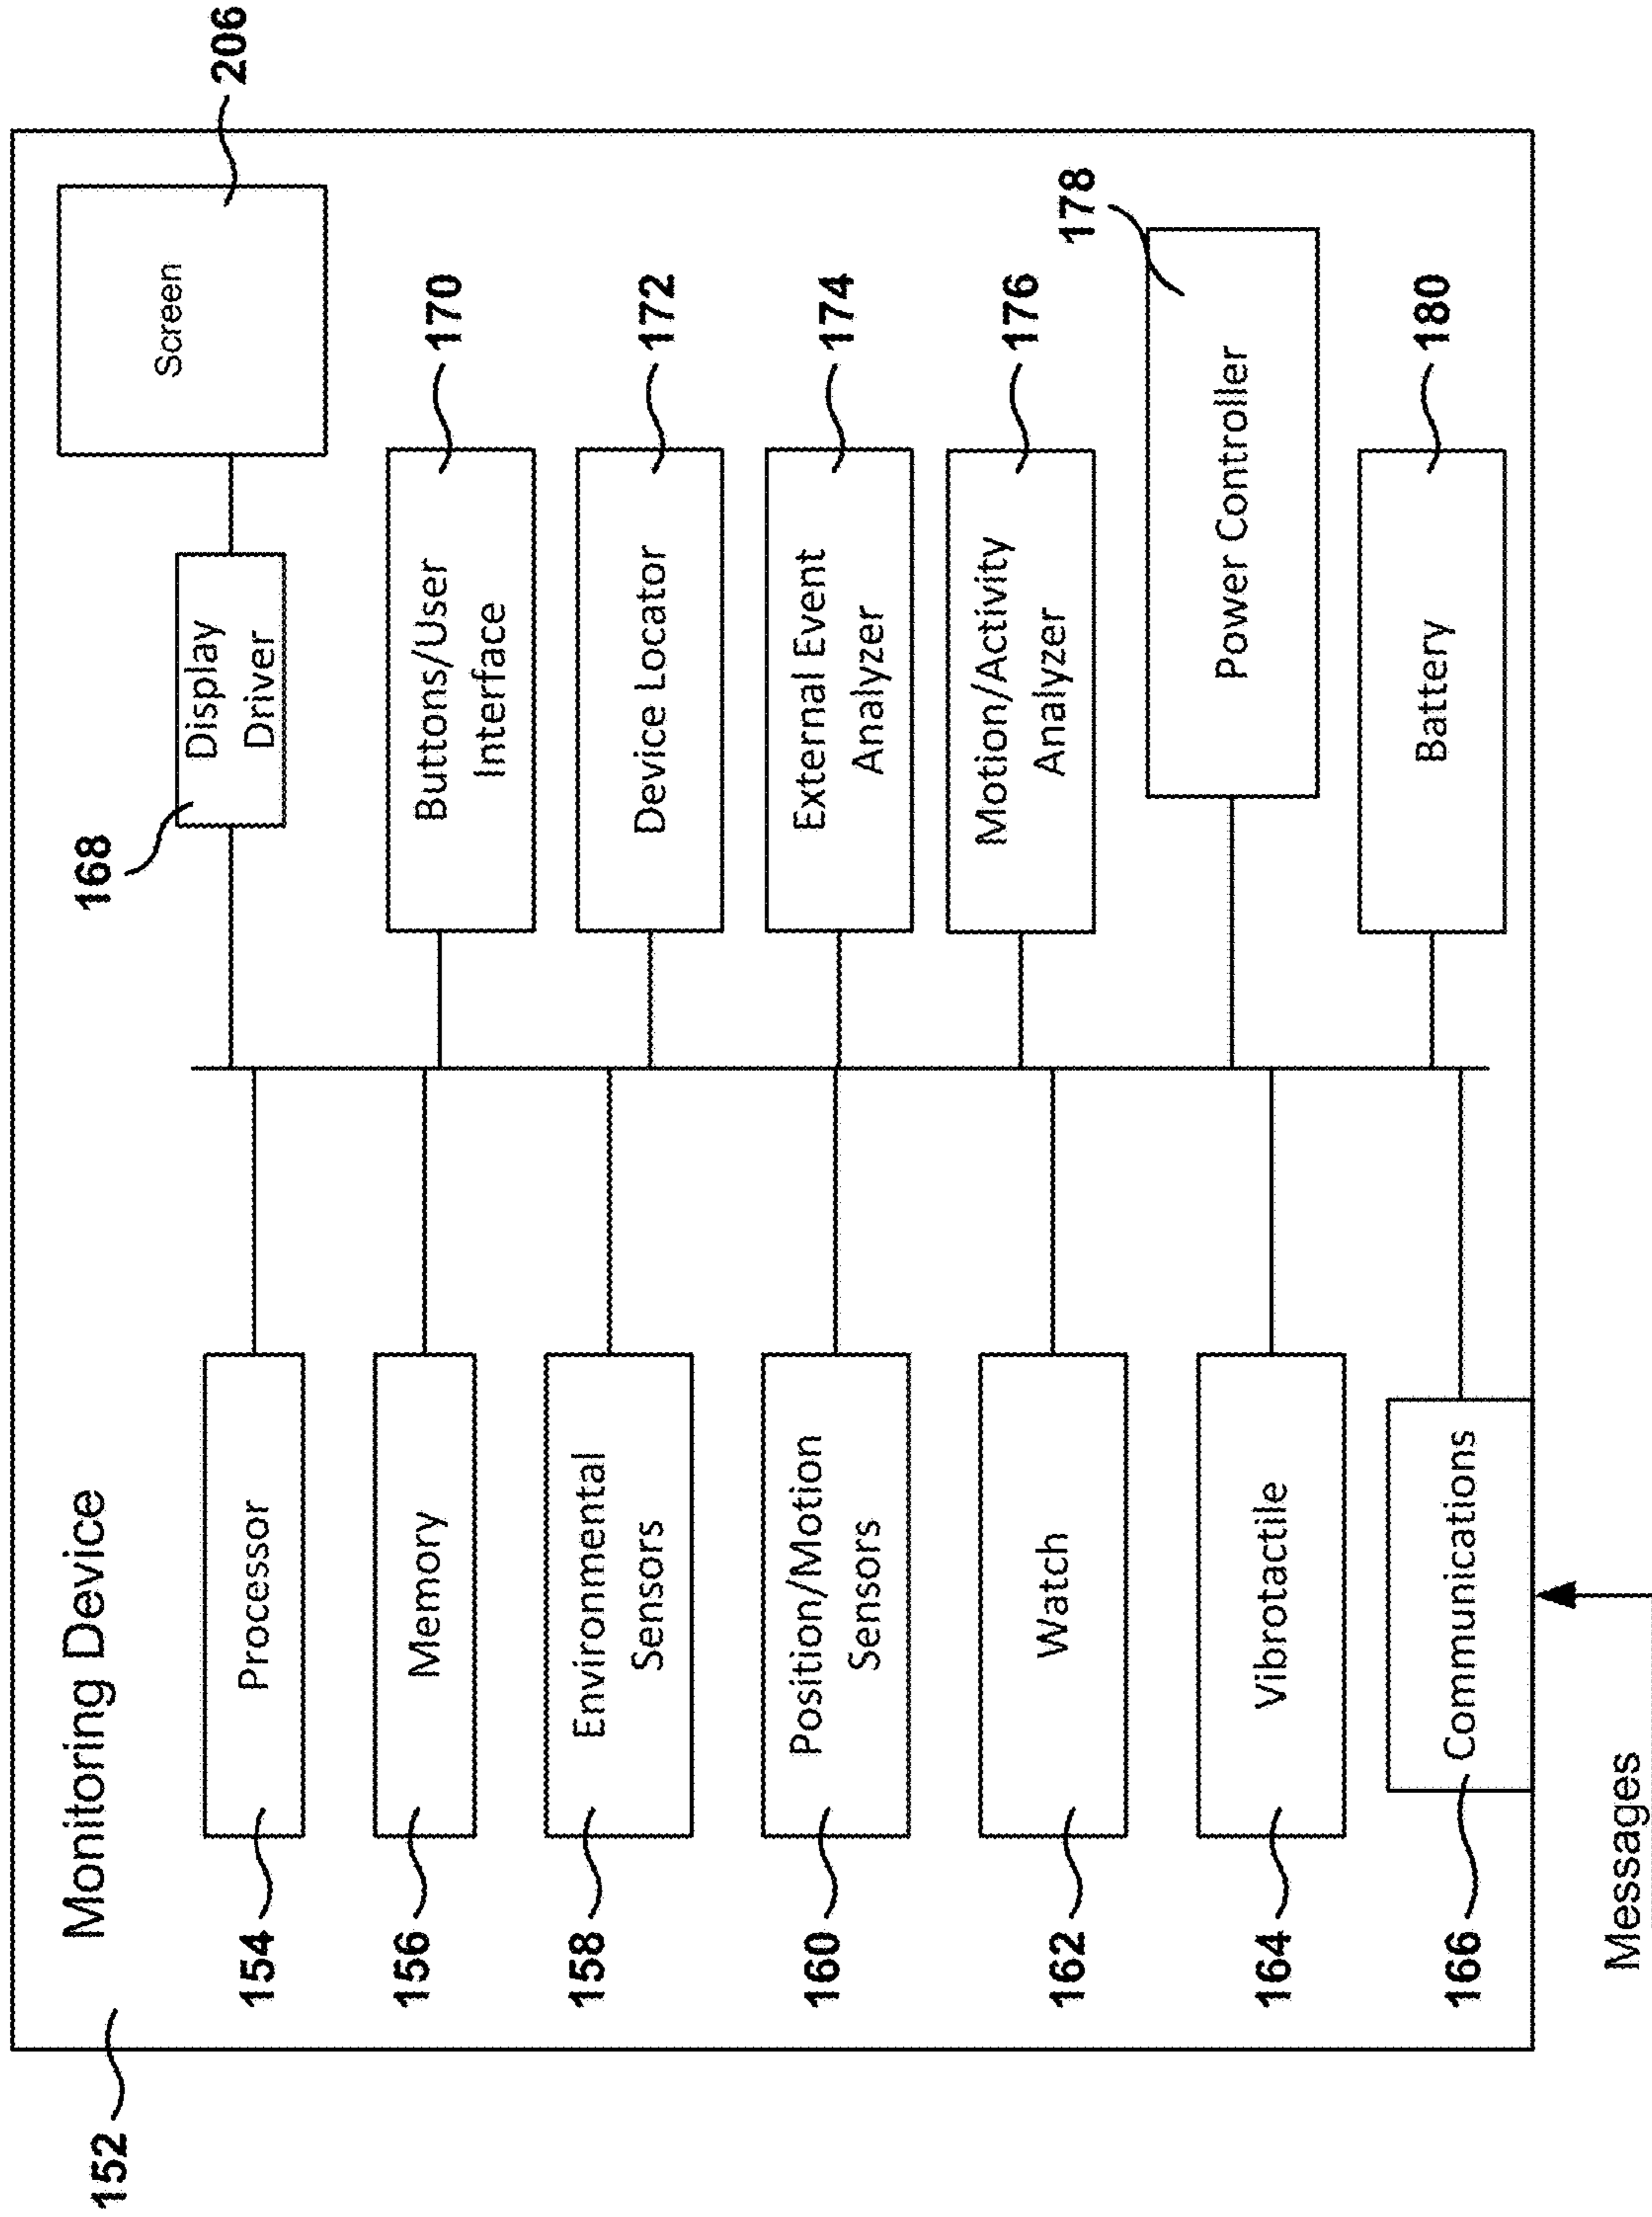 152
Monitoring Device
154
Processor
156
Memory
158
Environmental
Sensors
160
Position/Motion
Sensors
162
Watch
164
Vibrotactile
166
Communications
Messages
168
Display
Driver
Screen
206
Buttons/User
Interface
170
Device Locator
172
External Event
Analyzer
174
Motion/Activity
Analyzer
176
Power Controller
178
Battery
180